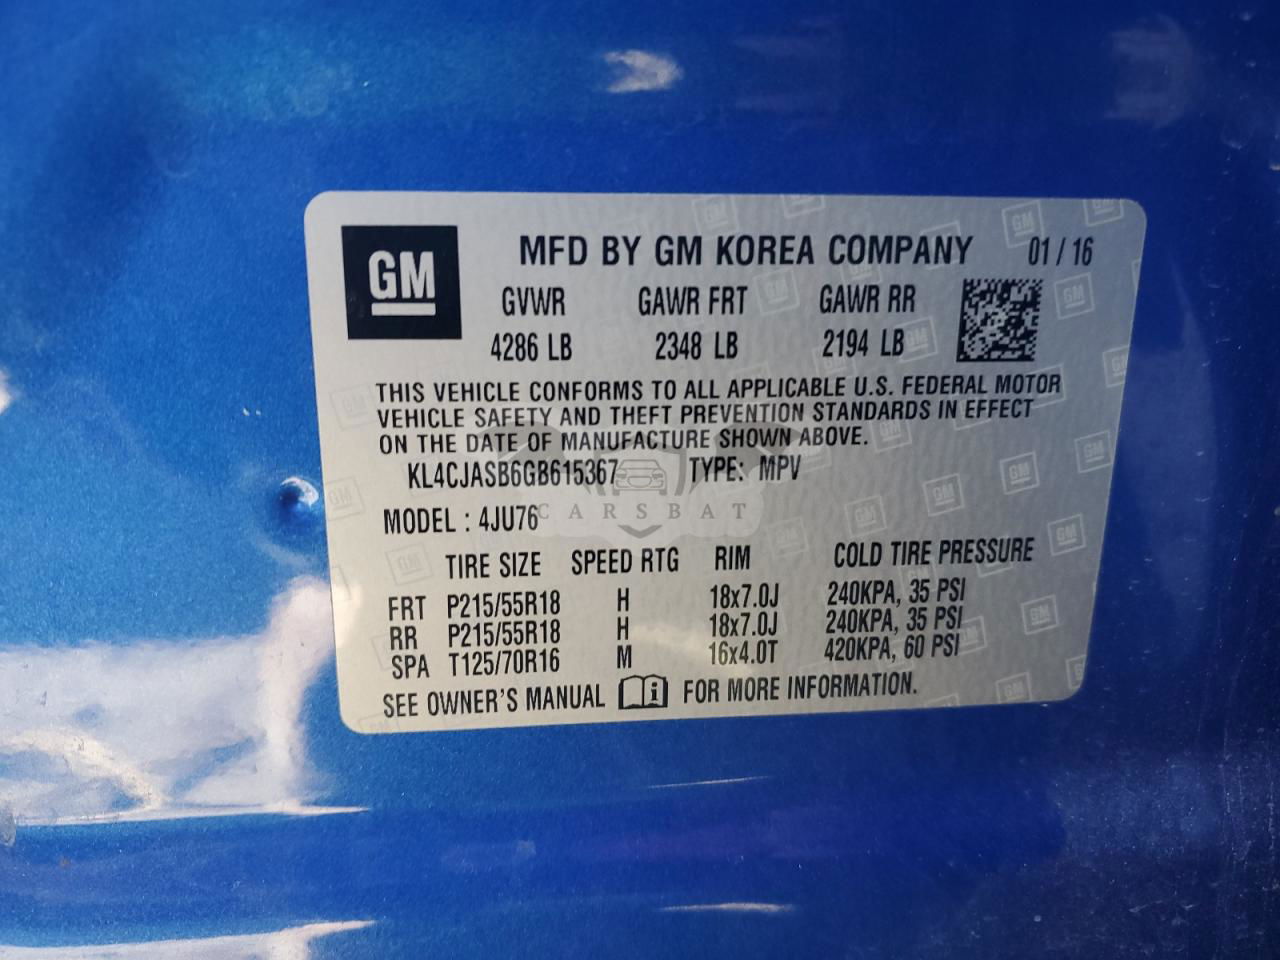 GM
MFD BY GM KOREA COMPANY 01 / 16
GVWR GAWR FRT GAWR RR
4286 LB 2348 LB 2194 LB
THIS VEHICLE CONFORMS TO ALL APPLICABLE U.S. FEDERAL MOTOR
VEHICLE SAFETY AND THEFT PREVENTION STANDARDS IN EFFECT
ON THE DATE OF MANUFACTURE SHOWN ABOVE.
KL4CJASB6GB615367 TYPE: MPV
CARSBAT
MODEL : 4JU76
TIRE SIZE SPEED RTG RIM COLD TIRE PRESSURE
FRT P215/55R18 H 18x7.0J 240KPA, 35 PSI
RR P215/55R18 H 18x7.0J 240KPA, 35 PSI
SPA T125/70R16 M 16x4.0T 420KPA, 60 PSI
SEE OWNER'S MANUAL i FOR MORE INFORMATION.